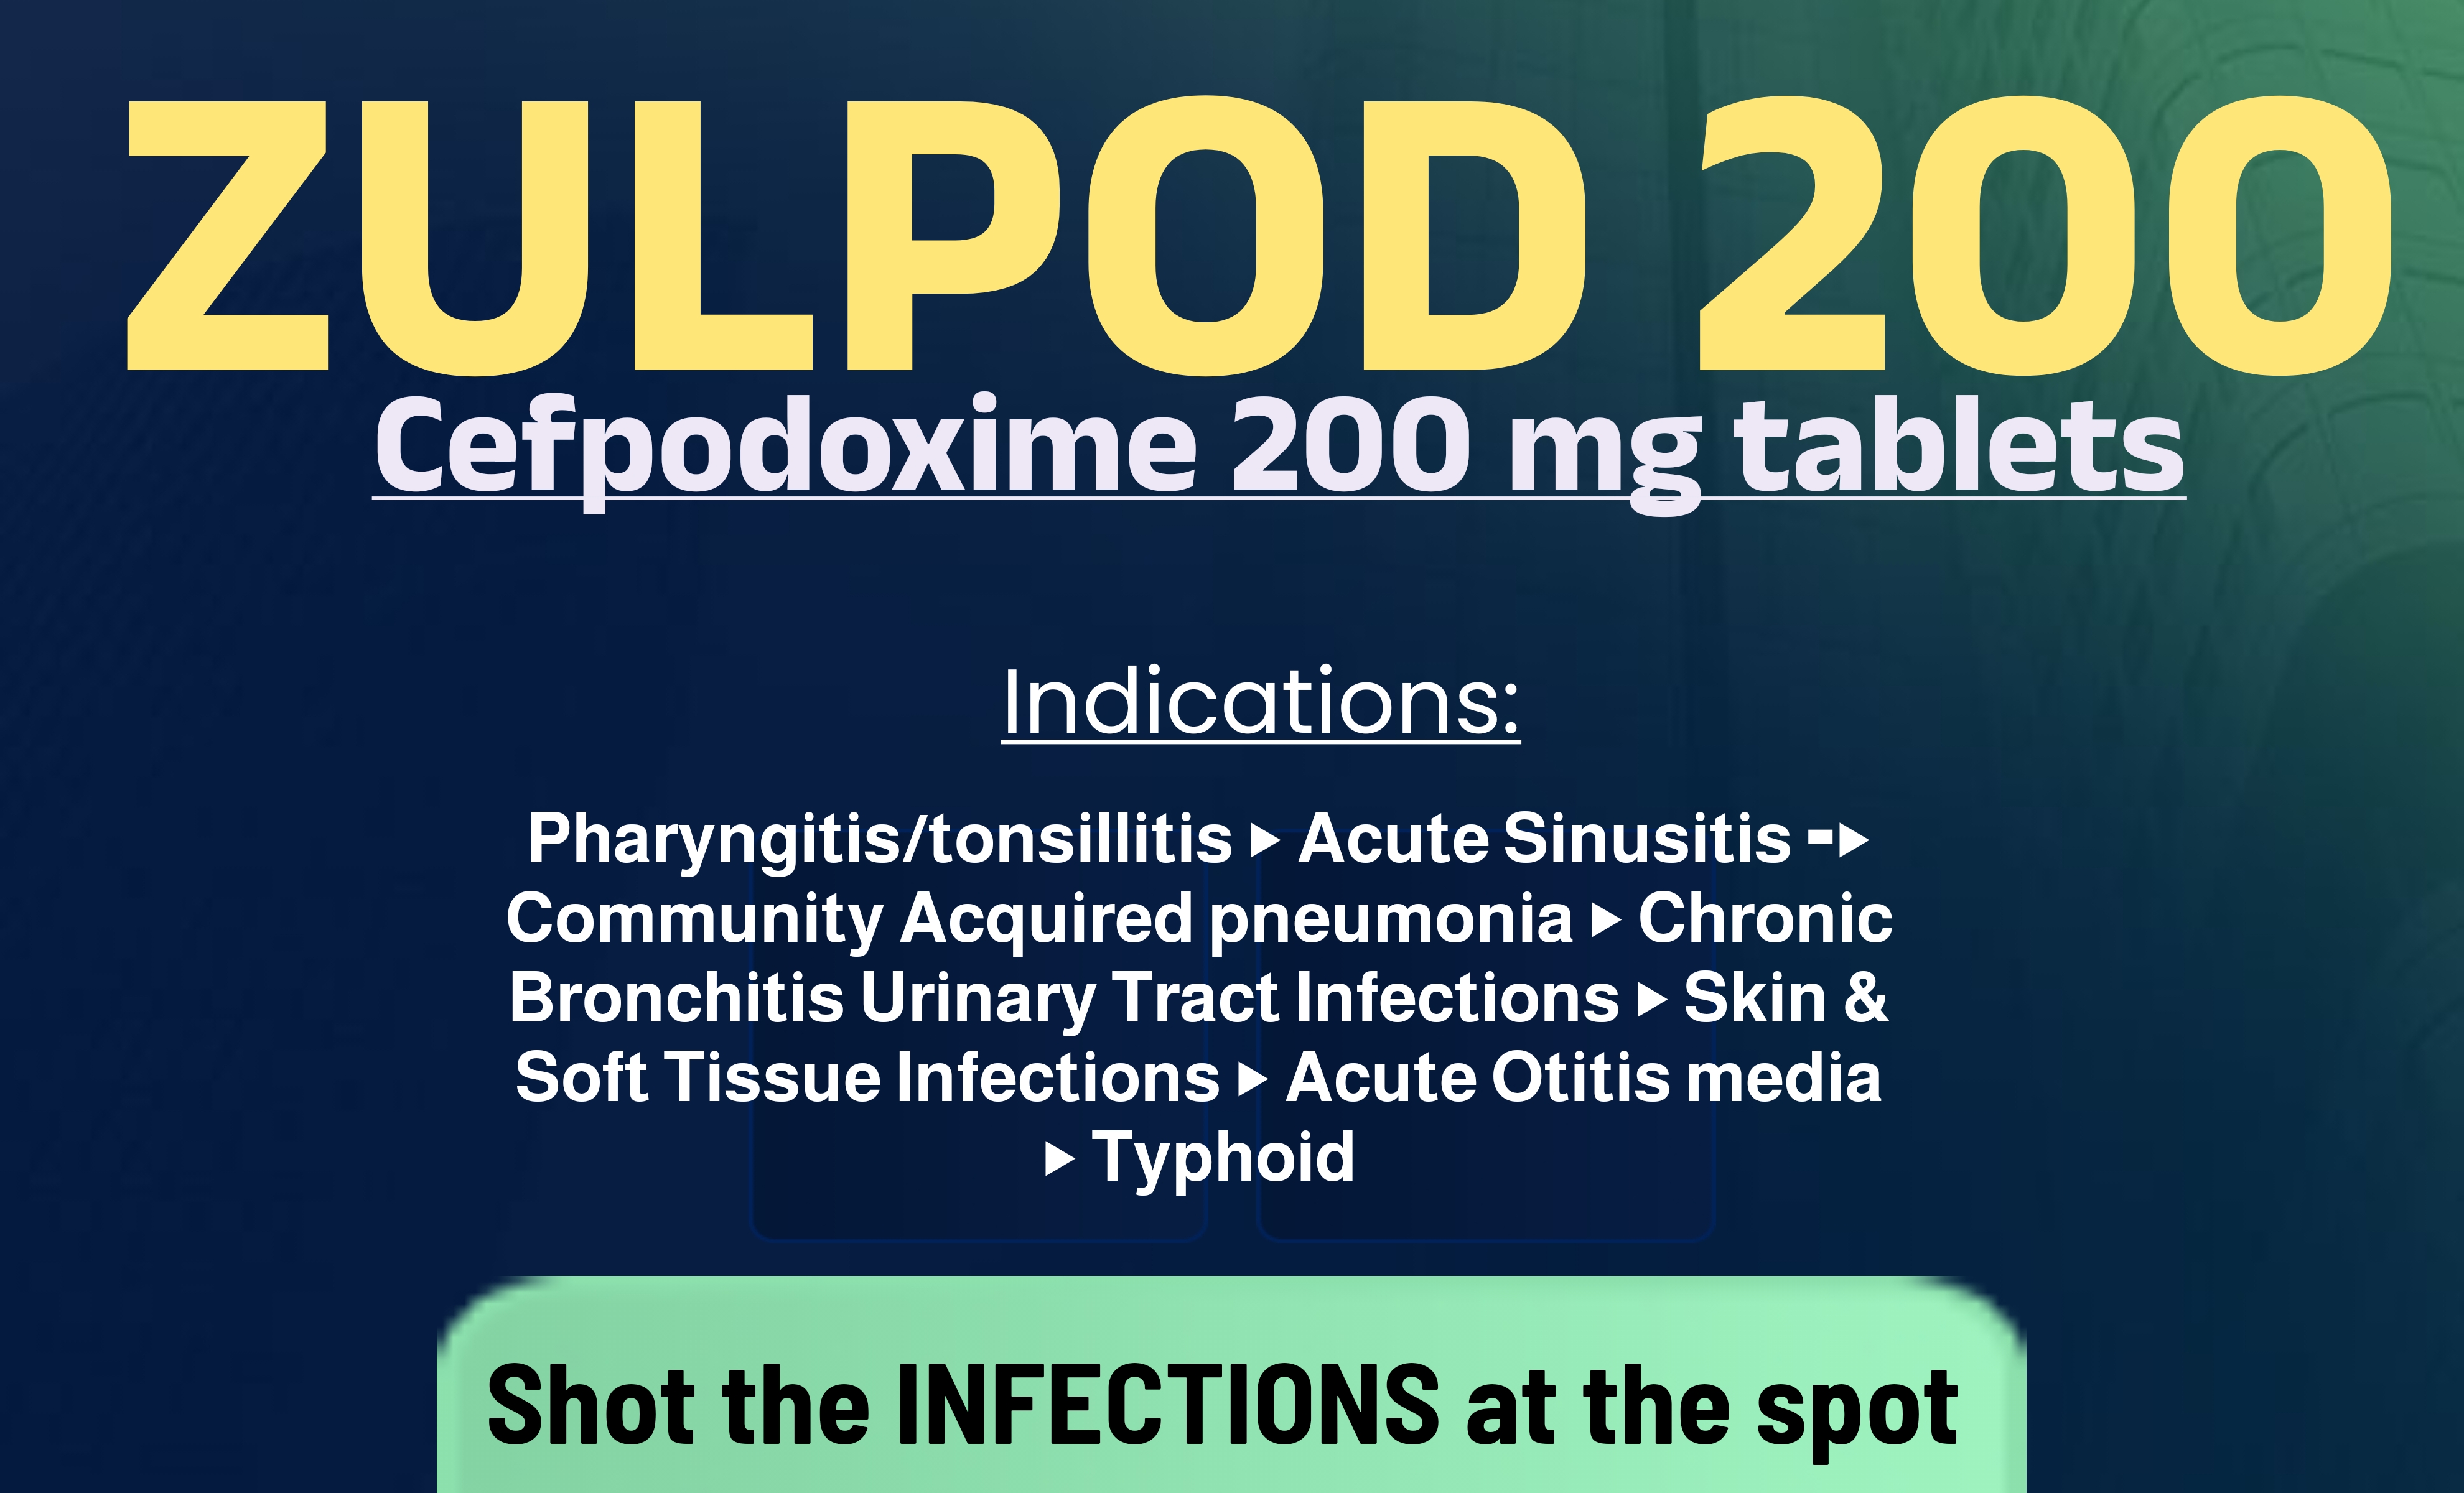 ZULPOD 200
Cefpodoxime 200 mg tablets
Indications:
Pharyngitis/tonsillitis ▸ Acute Sinusitis -▸
Community Acquired pneumonia ▸ Chronic
Bronchitis Urinary Tract Infections ▸ Skin &
Soft Tissue Infections ▸ Acute Otitis media
▸ Typhoid
Shot the INFECTIONS at the spot